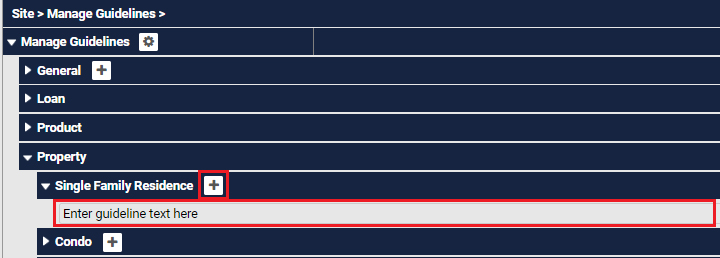 Site > Manage Guidelines >
Manage Guidelines
General
Loan
Product
Property
Single Family Residence
Enter guideline text here
Condo